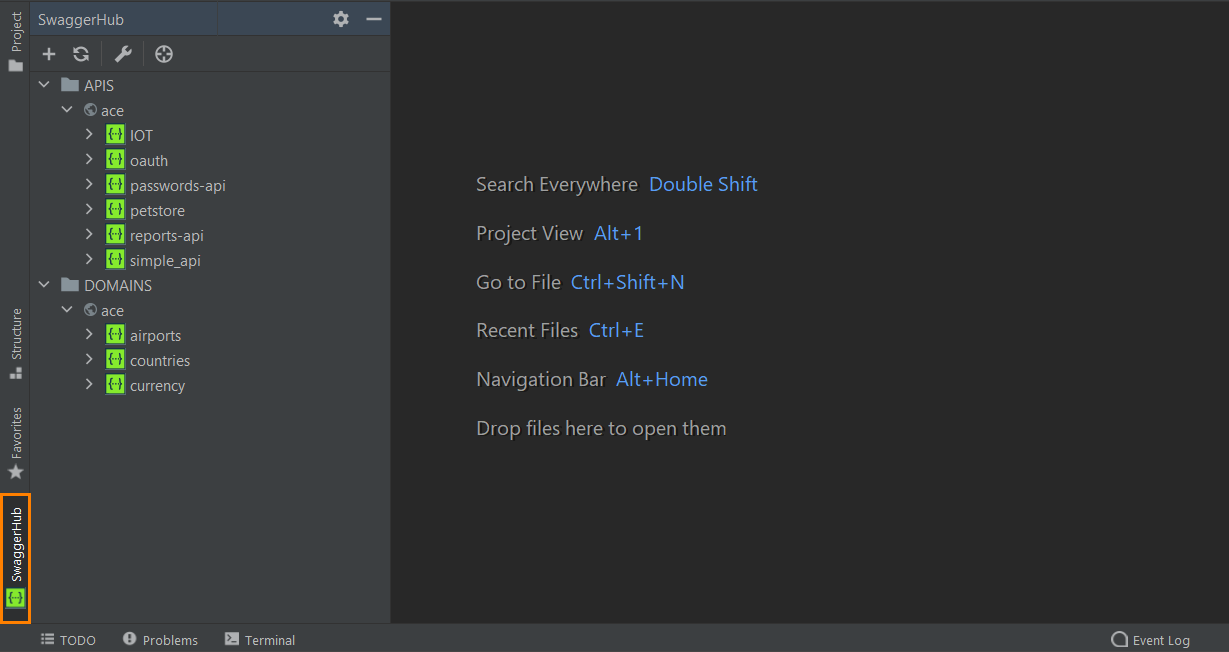 Project
SwaggerHub
APIS
ace
IOT
oauth
passwords-api
petstore
reports-api
simple_api
DOMAINS
ace
airports
countries
currency
Structure
Favorites
SwaggerHub
Search Everywhere Double Shift
Project View Alt+1
Go to File Ctrl+Shift+N
Recent Files Ctrl+E
Navigation Bar Alt+Home
Drop files here to open them
TODO Problems Terminal Event Log